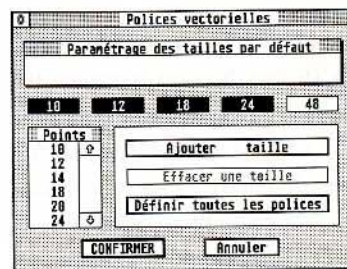 Polices vectorielles
Paramétrage des tailles par défaut
10 12 18 24 48
Points
10
12
14
18
20
24
Ajouter taille
Effacer une taille
Définir toutes les polices
CONFIRMER Annuler